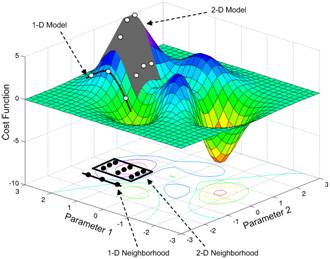 2-D Model
1-D Model
Cost Function
5
0
-5
-10
3
2
1
0
-1
-2
-3
Parameter 1
-3
-2
-1
0
1
2
3
Parameter 2
1-D Neighborhood
2-D Neighborhood